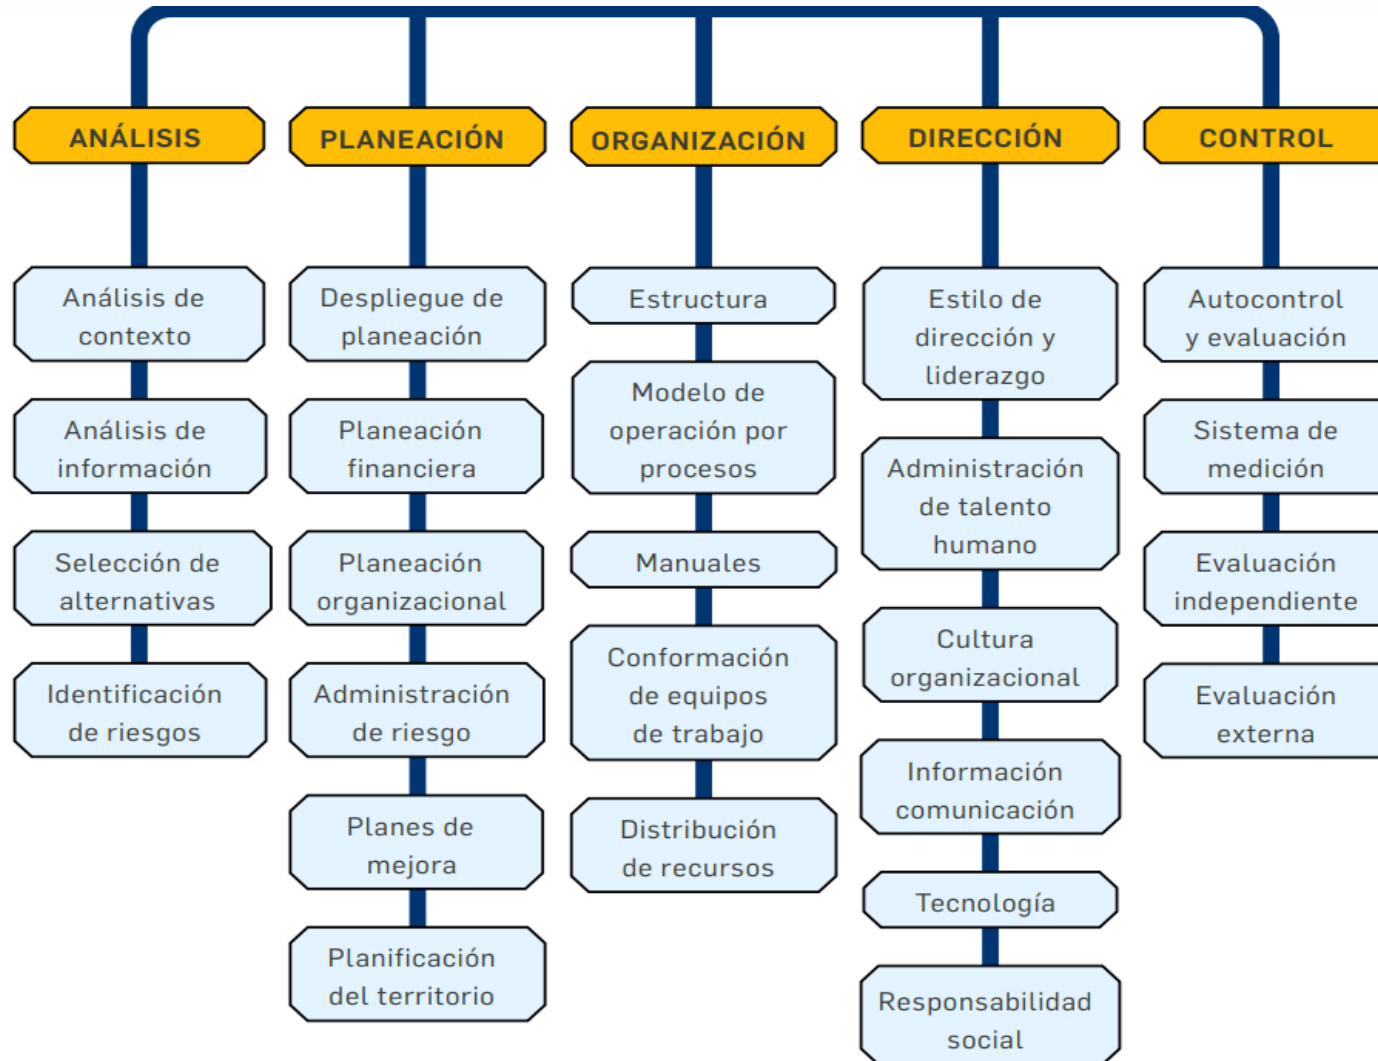 ANÁLISIS
Análisis de
contexto
Análisis de
información
Selección de
alternativas
Identificación
de riesgos
PLANEACIÓN
Despliegue de
planeación
Planeación
financiera
Planeación
organizacional
Administración
de riesgo
Planes de
mejora
Planificación
del territorio
ORGANIZACIÓN
Estructura
Modelo de
operación por
procesos
Manuales
Conformación
de equipos
de trabajo
Distribución
de recursos
DIRECCIÓN
Estilo de
dirección y
liderazgo
Administración
de talento
humano
Cultura
organizacional
Información
comunicación
Tecnología
Responsabilidad
social
CONTROL
Autocontrol
y evaluación
Sistema de
medición
Evaluación
independiente
Evaluación
externa